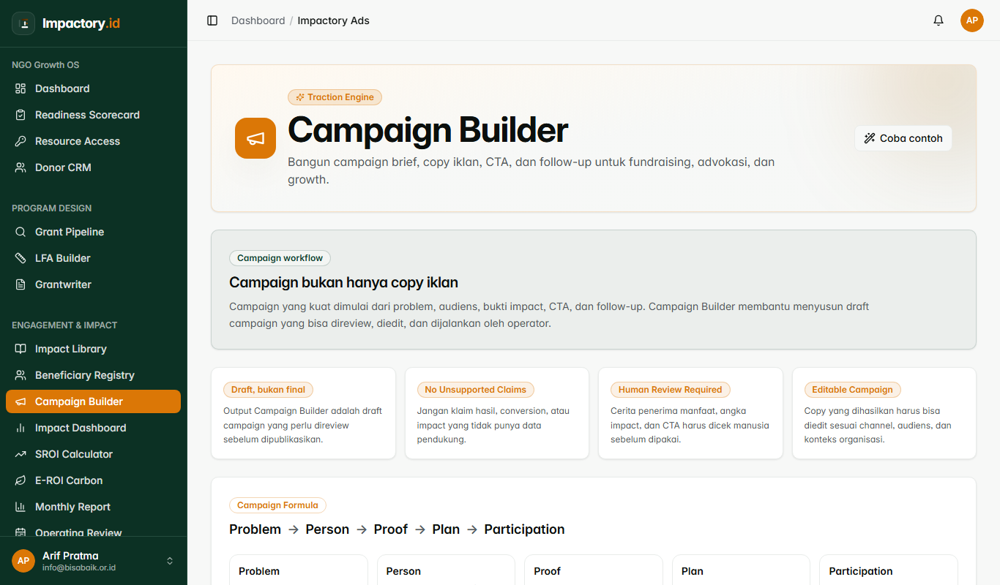 Impactory.id
NGO Growth OS
Dashboard
Readiness Scorecard
Resource Access
Donor CRM
PROGRAM DESIGN
Grant Pipeline
LFA Builder
Grantwriter
ENGAGEMENT & IMPACT
Impact Library
Beneficiary Registry
Campaign Builder
Impact Dashboard
SROI Calculator
E-ROI Carbon
Monthly Report
Operating Review
AP
Arif Pratma
info@bisabaik.or.id
Dashboard / Impactory Ads
AP
Traction Engine
Campaign Builder
Bangun campaign brief, copy iklan, CTA, dan follow-up untuk fundraising, advokasi, dan
growth.
Coba contoh
Campaign workflow
Campaign bukan hanya copy iklan
Campaign yang kuat dimulai dari problem, audiens, bukti impact, CTA, dan follow-up. Campaign Builder membantu menyusun draft
campaign yang bisa direview, diedit, dan dijalankan oleh operator.
Draft, bukan final
Output Campaign Builder adalah draft
campaign yang perlu direview
sebelum dipublikasikan.
No Unsupported Claims
Jangan klaim hasil, conversion, atau
impact yang tidak punya data
pendukung.
Human Review Required
Cerita penerima manfaat, angka
impact, dan CTA harus dicek manusia
sebelum dipakai.
Editable Campaign
Copy yang dihasilkan harus bisa
diedit sesuai channel, audiens, dan
konteks organisasi.
Campaign Formula
Problem → Person → Proof → Plan → Participation
Problem
Person
Proof
Plan
Participation